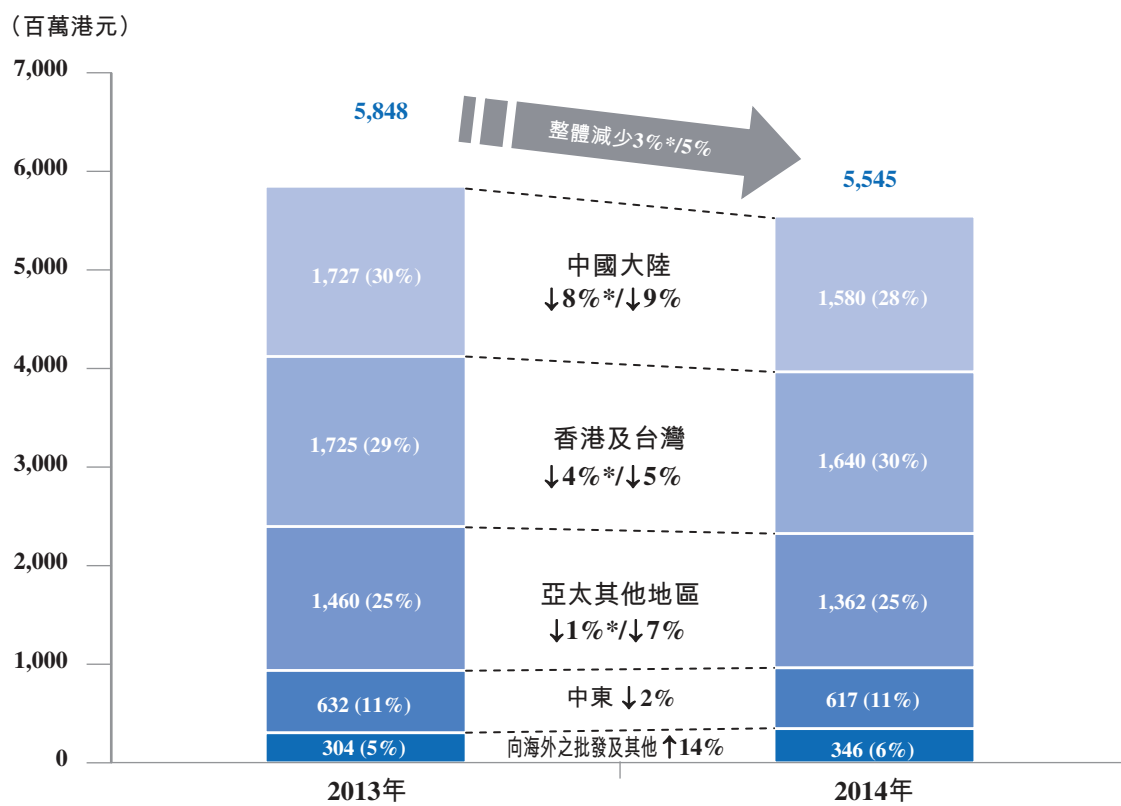 （百萬港元）
7,000
6,000
5,000
4,000
3,000
2,000
1,000
0
5,848
整體減少3%*/5%
5,545
1,727 (30%)
中國大陸
↓8%*/↓9%
1,580 (28%)
1,725 (29%)
香港及台灣
↓4%*/↓5%
1,640 (30%)
1,460 (25%)
亞太其他地區
↓1%*/↓7%
1,362 (25%)
632 (11%)
中東 ↓2%
617 (11%)
304 (5%)
向海外之批發及其他 ↑14%
346 (6%)
2013年
2014年